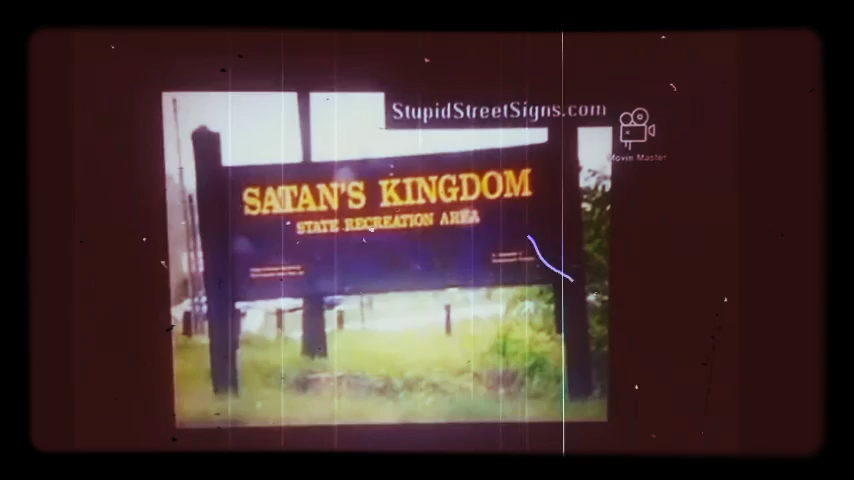 StupidStreetSigns.com
Movie Master
SATAN'S KINGDOM
STATE RECREATION AREA